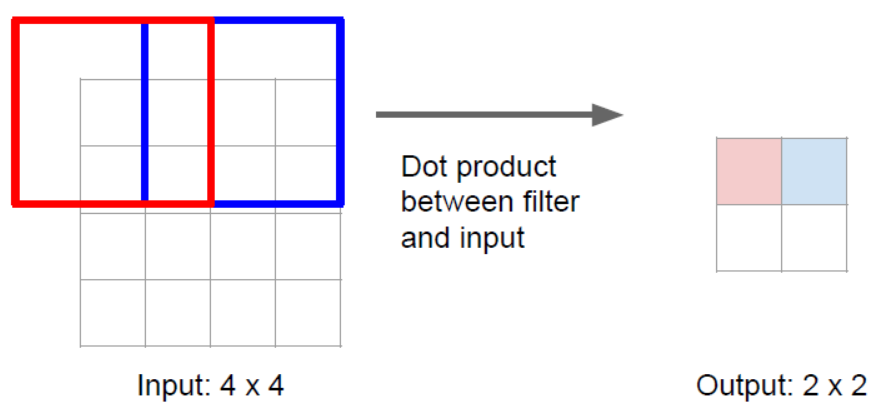 Dot product
between filter
and input
Input: 4 x 4
Output: 2 x 2